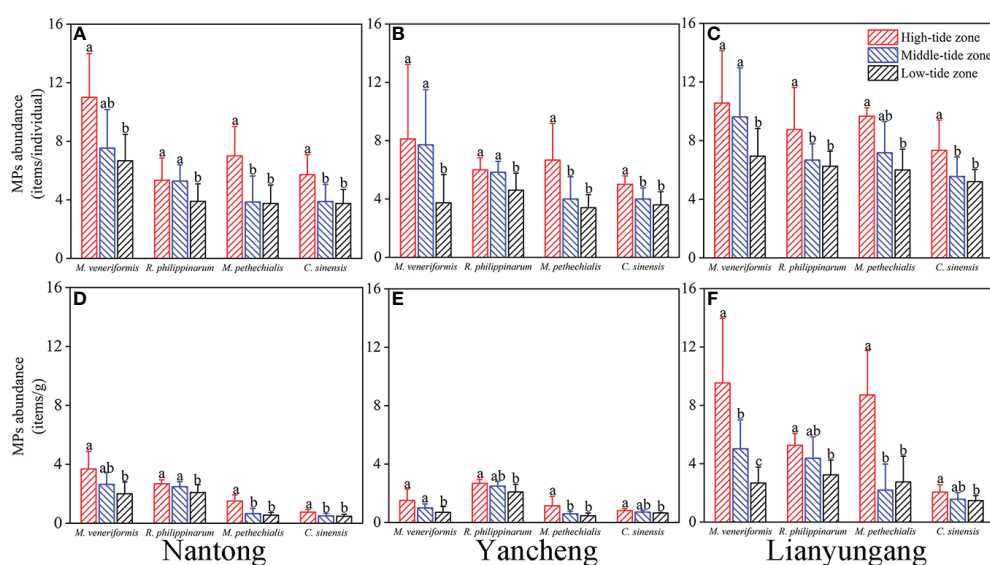 A
B
C
High-tide zone
Middle-tide zone
Low-tide zone
MPs abundance
(items/individual)
16
12
8
4
0
16
12
8
4
0
16
12
8
4
0
a ab b a a b a b b a b b
a a b a a b a b b a b b
a a b a b b a ab b a b b
M. veneriformis R. philippinarum M. pethechialis C. sinensis
M. veneriformis R. philippinarum M. pethechialis C. sinensis
M. veneriformis R. philippinarum M. pethechialis C. sinensis
D
E
F
MPs abundance
(items/g)
16
12
8
4
0
16
12
8
4
0
16
12
8
4
0
a ab b a a b a b b a b b
a a b a a b a b b a ab b
a b c a ab b a b b a ab b
M. veneriformis R. philippinarum M. pethechialis C. sinensis
M. veneriformis R. philippinarum M. pethechialis C. sinensis
M. veneriformis R. philippinarum M. pethechialis C. sinensis
Nantong
Yancheng
Lianyungang